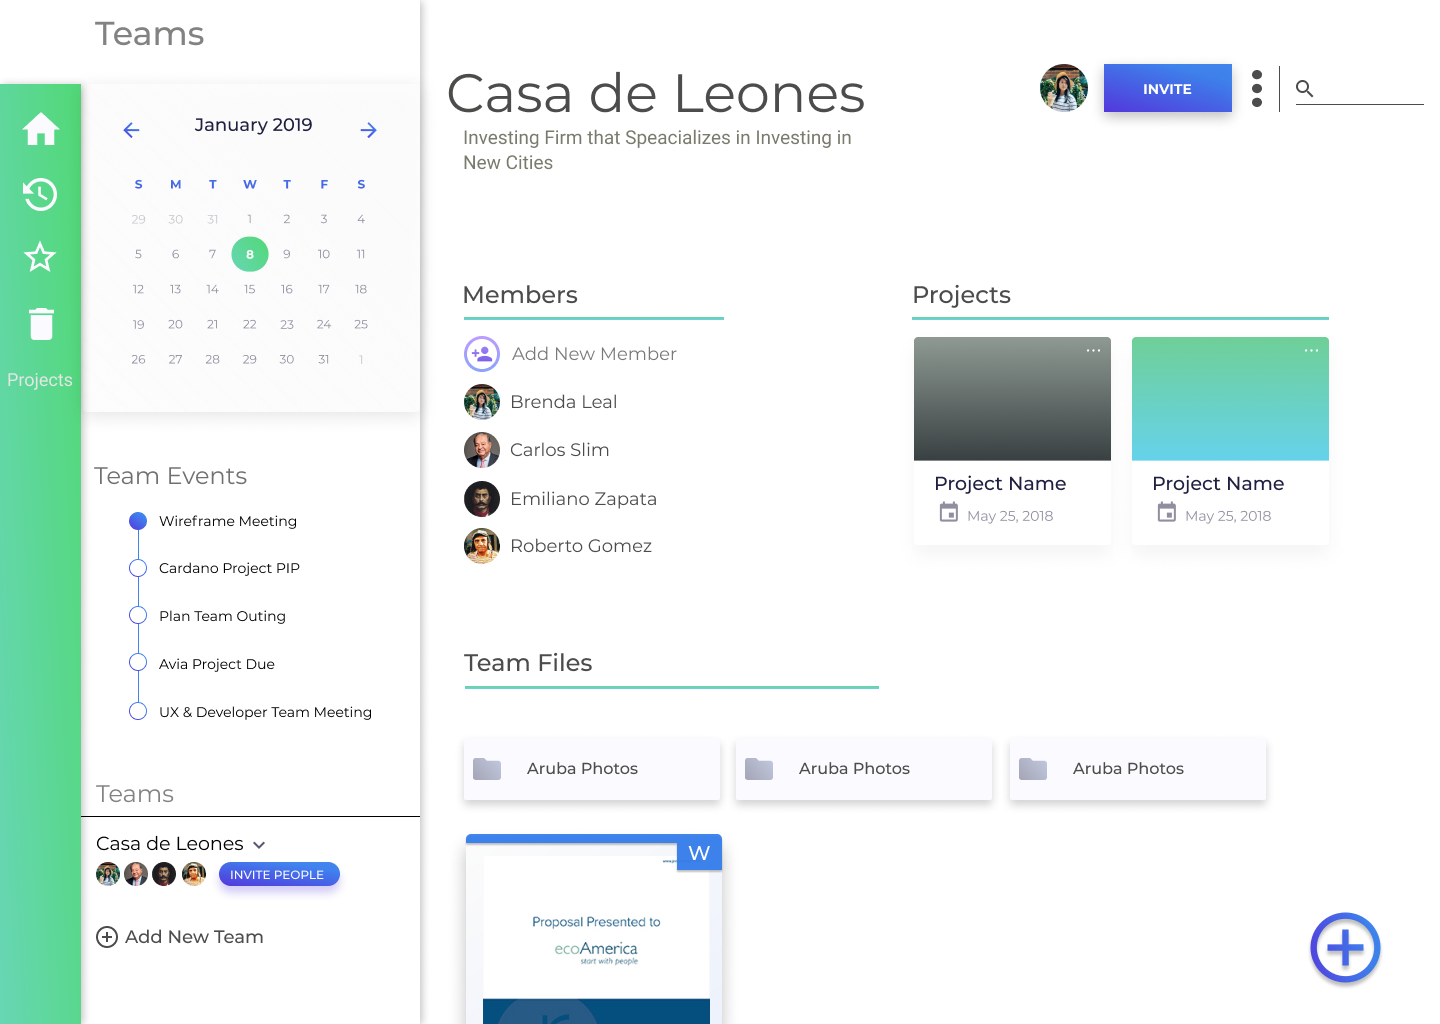 Teams
January 2019
S M T W T F S
29 30 31 1 2 3 4
5 6 7 8 9 10 11
12 13 14 15 16 17 18
19 20 21 22 23 24 25
26 27 28 29 30 31 1
Projects
Team Events
Wireframe Meeting
Cardano Project PIP
Plan Team Outing
Avia Project Due
UX & Developer Team Meeting
Teams
Casa de Leones
INVITE PEOPLE
Add New Team
Casa de Leones
Investing Firm that Speacializes in Investing in
New Cities
INVITE
Members
Add New Member
Brenda Leal
Carlos Slim
Emiliano Zapata
Roberto Gomez
Projects
Project Name
May 25, 2018
Project Name
May 25, 2018
Team Files
Aruba Photos
Aruba Photos
Aruba Photos
W
Proposal Presented to
ecoAmerica
start with people